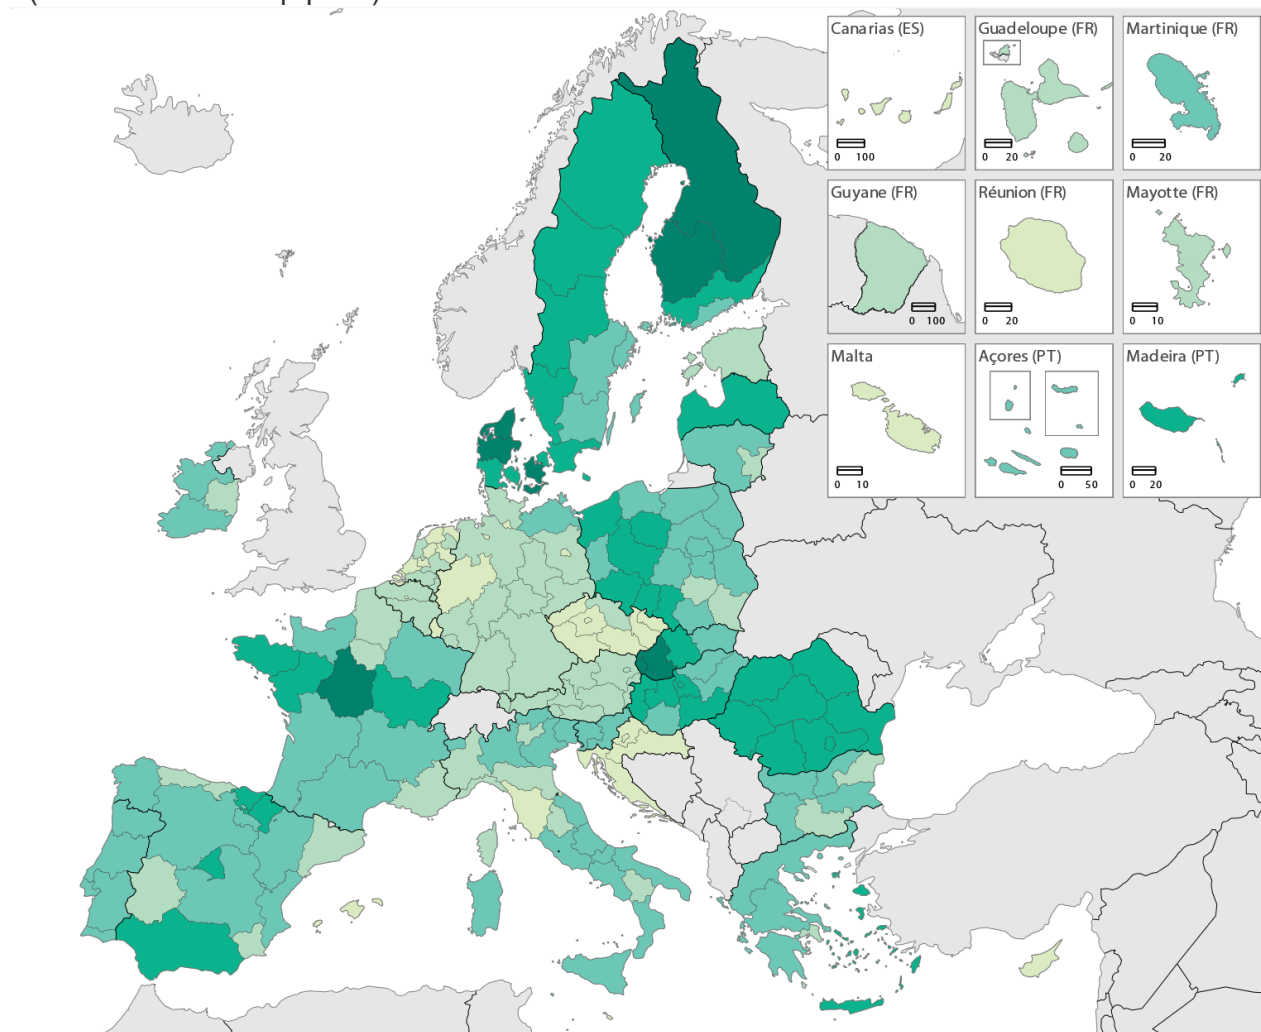 Canarias (ES)
0 100
Guadeloupe (FR)
0 20
Martinique (FR)
0 20
Guyane (FR)
0 100
Réunion (FR)
0 20
Mayotte (FR)
0 10
Malta
0 10
Açores (PT)
0 50
Madeira (PT)
0 20